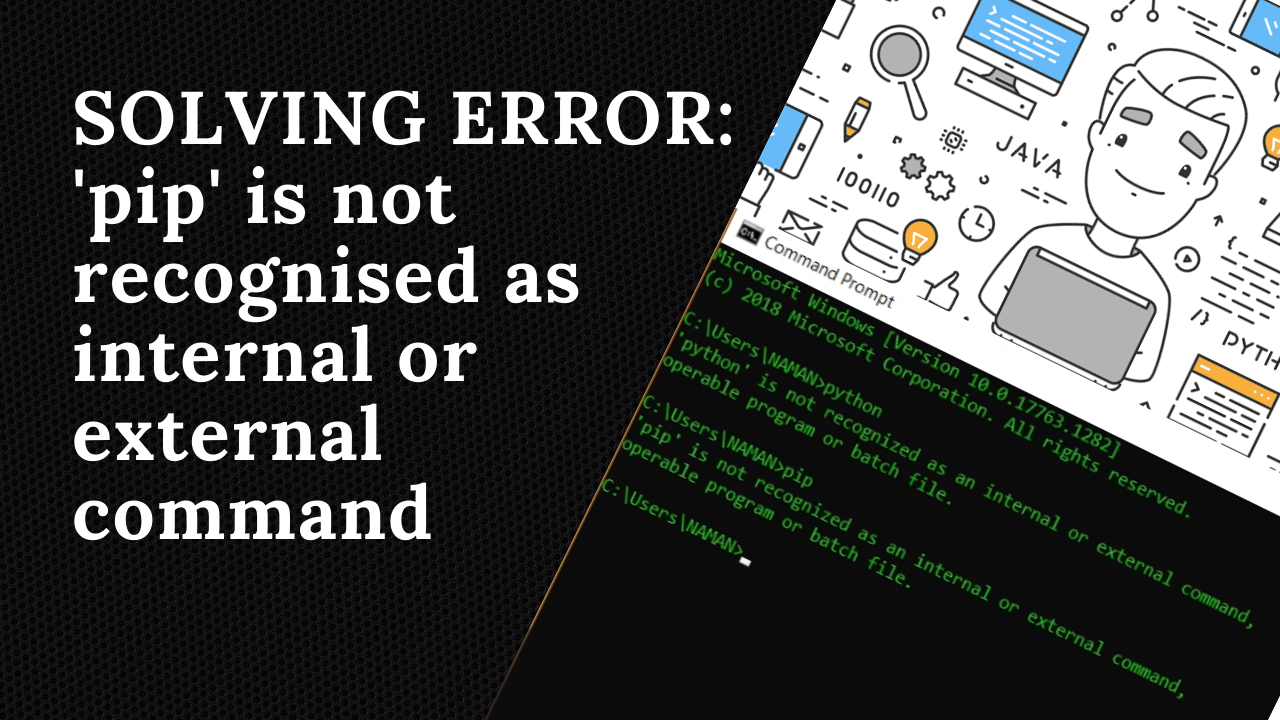 SOLVING ERROR:
'pip' is not
recognised as
internal or
external
command
JAVA
100110
PYTH
Command Prompt
Microsoft Windows [Version 10.0.17763.1282]
(c) 2018 Microsoft Corporation. All rights reserved.
C:\Users\NAMAN>python
'python' is not recognized as an internal or external command,
operable program or batch file.
C:\Users\NAMAN>pip
'pip' is not recognized as an internal or external command,
operable program or batch file.
C:\Users\NAMAN>